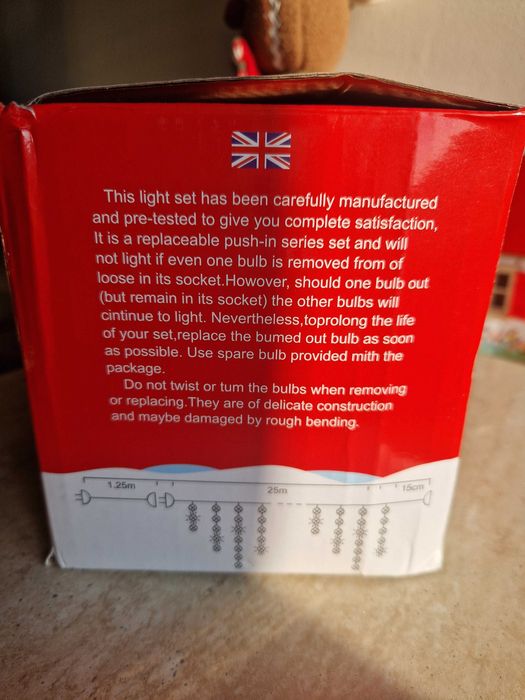 This light set has been carefully manufactured
and pre-tested to give you complete satisfaction,
It is a replaceable push-in series set and will
not light if even one bulb is removed from of
loose in its socket.Howover, should one bulb out
(but remain in its socket) the other bulbs will
cintinue to light. Nevertheless,toprolong the life
of your set,replace the bumed out bulb as soon
as possible. Use spare bulb provided mith the
package.
Do not twist or tum the bulbs when removing
or replacing.They are of delicate construction
and maybe damaged by rough bending.
1.25m 25m 15cm